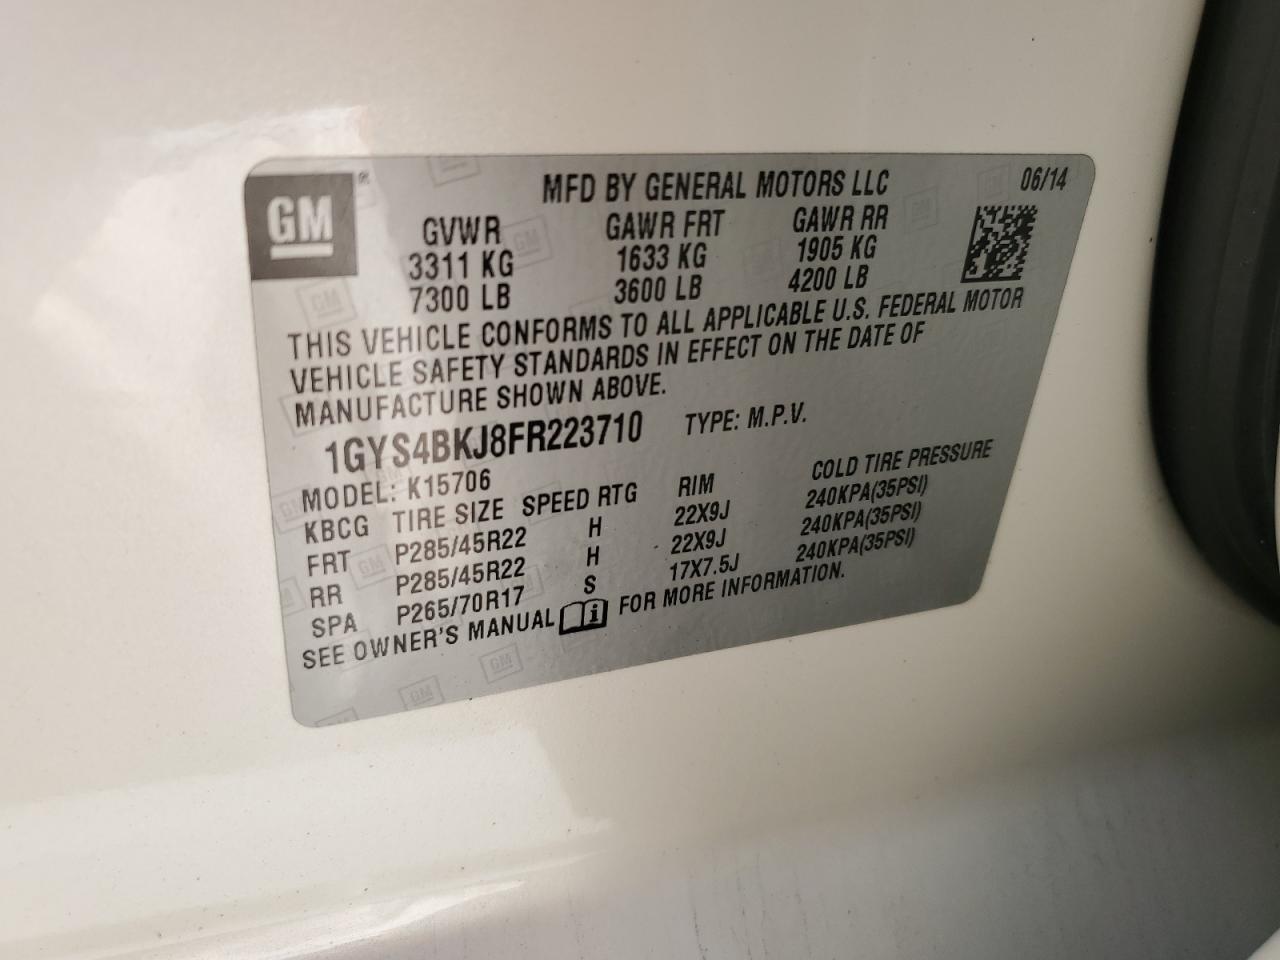 GM ®
MFD BY GENERAL MOTORS LLC 06/14
GVWR GAWR FRT GAWR RR
3311 KG 1633 KG 1905 KG
7300 LB 3600 LB 4200 LB
THIS VEHICLE CONFORMS TO ALL APPLICABLE U.S. FEDERAL MOTOR
VEHICLE SAFETY STANDARDS IN EFFECT ON THE DATE OF
MANUFACTURE SHOWN ABOVE.
1GYS4BKJ8FR223710 TYPE: M.P.V.
MODEL: K15706
KBCG TIRE SIZE SPEED RTG RIM COLD TIRE PRESSURE
FRT P285/45R22 H 22X9J 240KPA(35PSI)
RR P285/45R22 H 22X9J 240KPA(35PSI)
SPA P265/70R17 S 17X7.5J 240KPA(35PSI)
SEE OWNER'S MANUAL i FOR MORE INFORMATION.